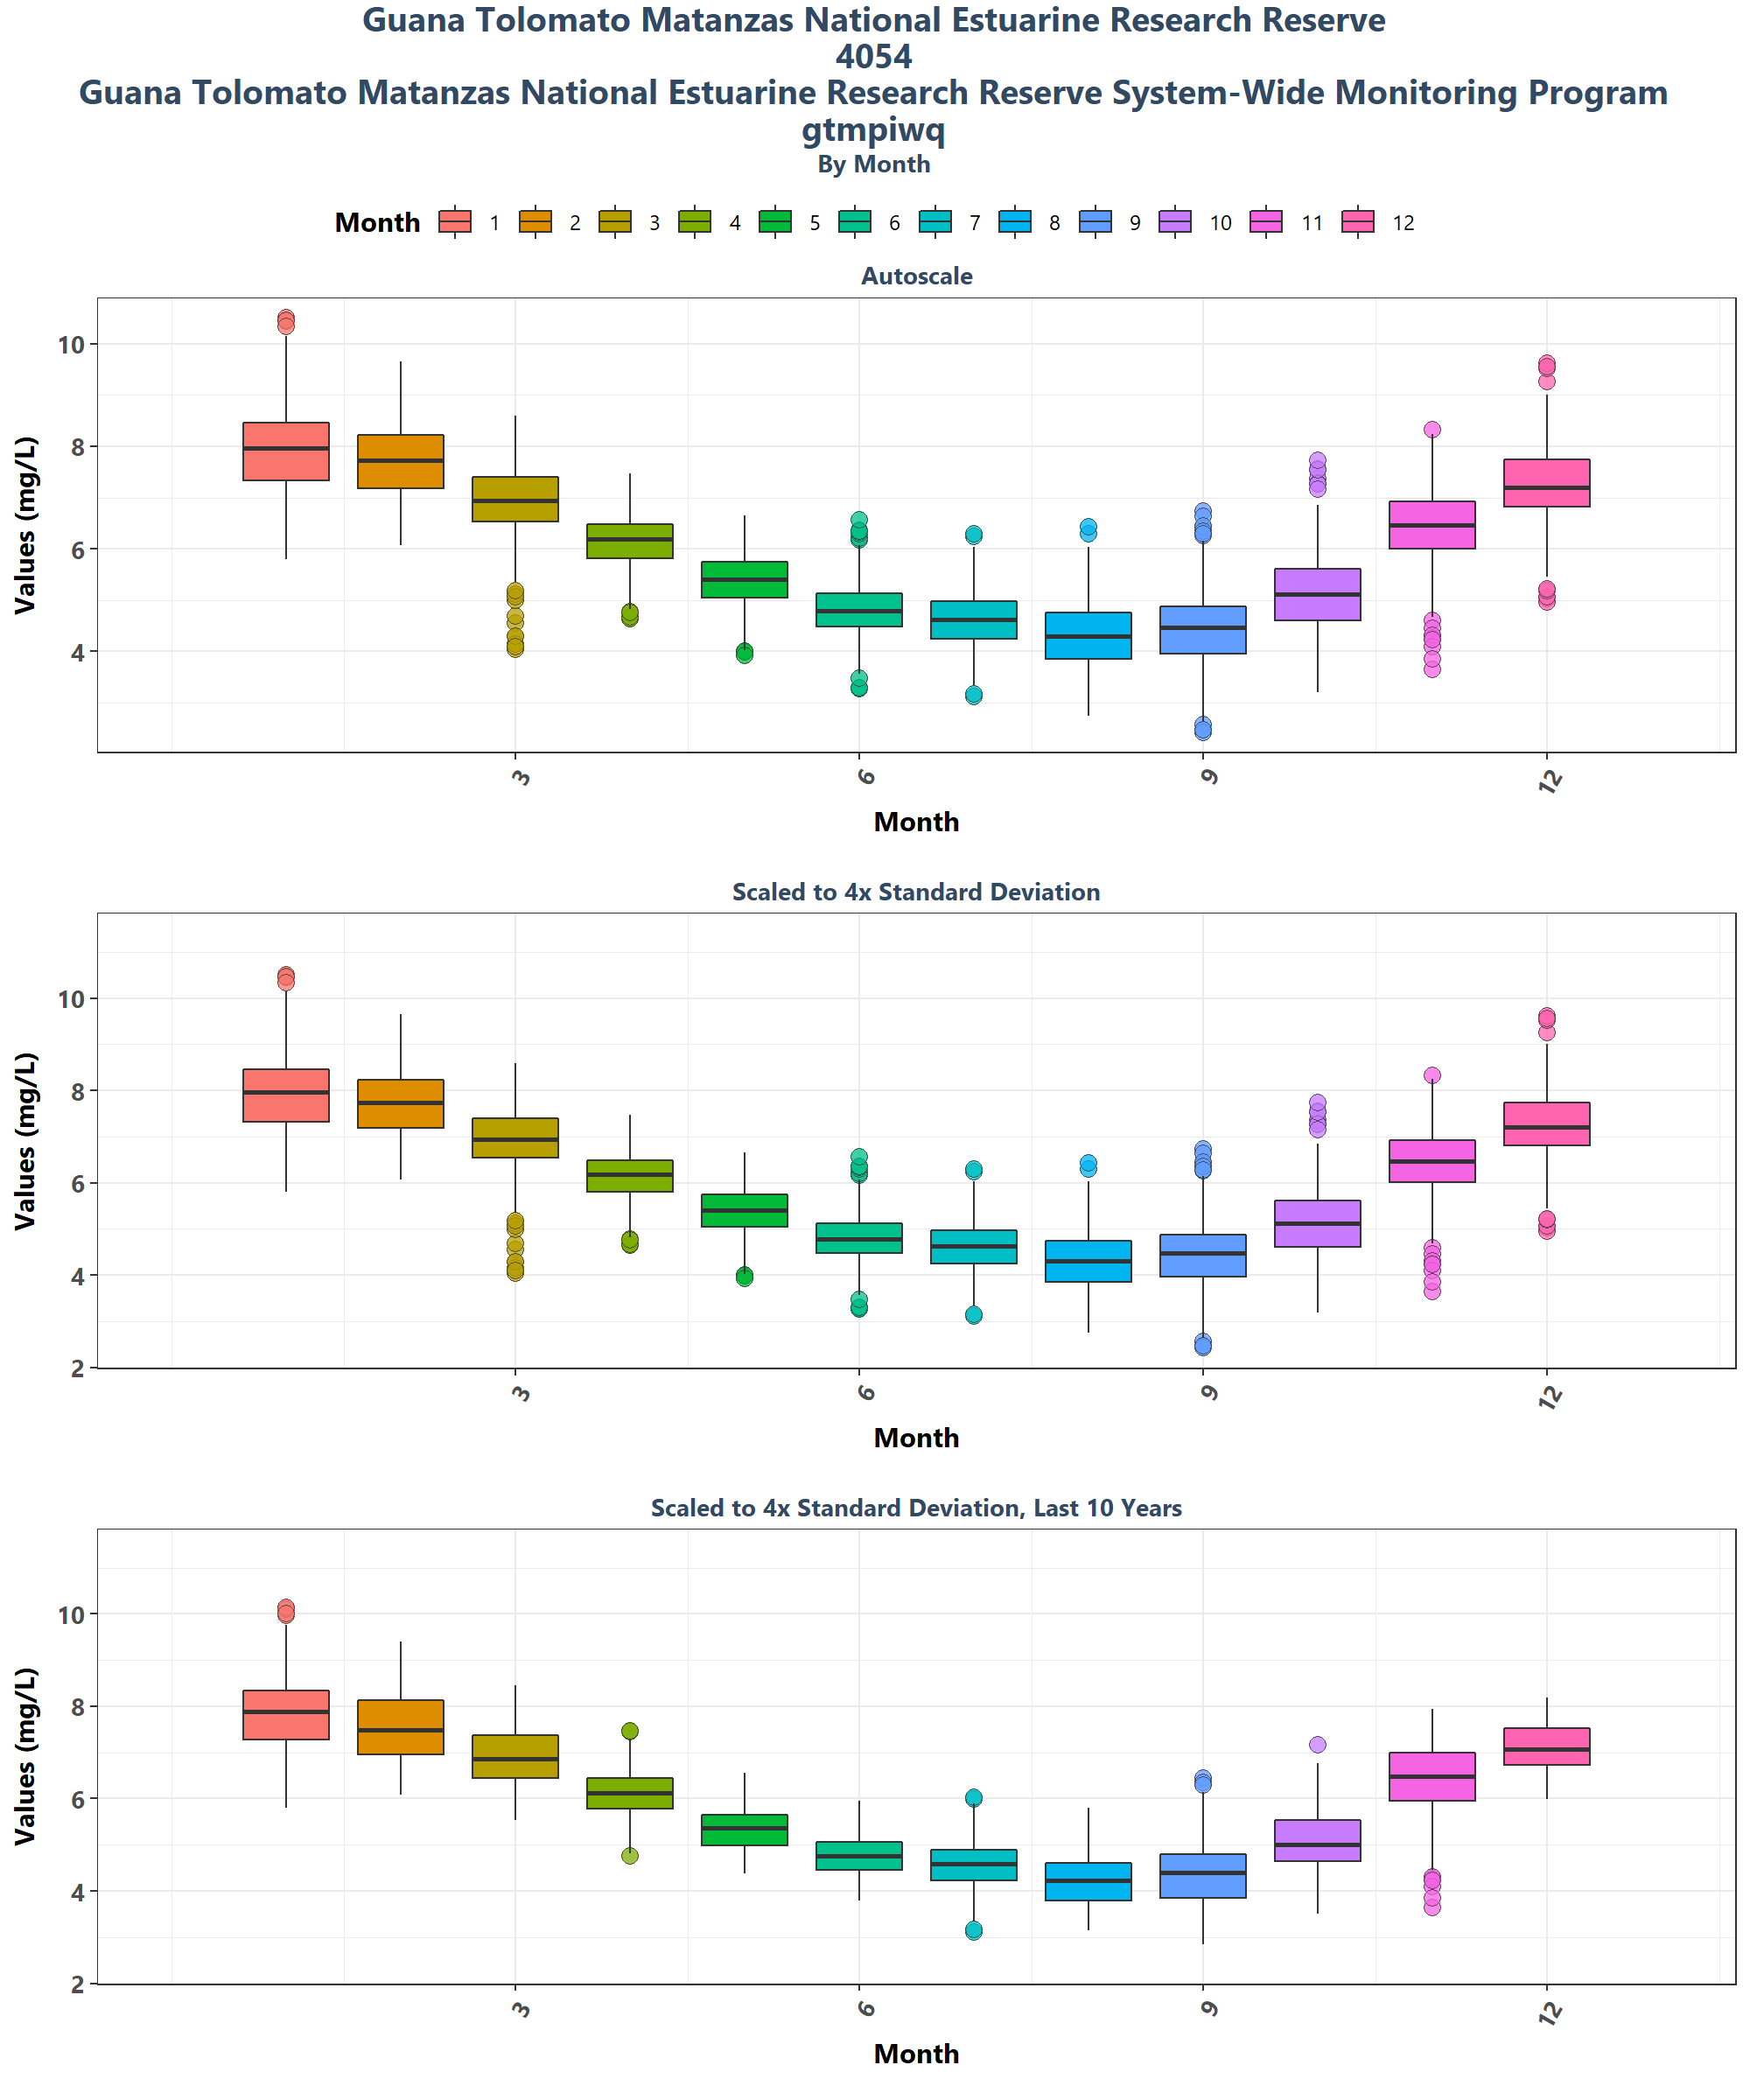 Guana Tolomato Matanzas National Estuarine Research Reserve
4054
Guana Tolomato Matanzas National Estuarine Research Reserve System-Wide Monitoring Program
gtmpiwq
By Month
Month 1 2 3 4 5 6 7 8 9 10 11 12
Autoscale
Values (mg/L)
10
8
6
4
3 6 9 12
Month
Scaled to 4x Standard Deviation
Values (mg/L)
10
8
6
4
2
3 6 9 12
Month
Scaled to 4x Standard Deviation, Last 10 Years
Values (mg/L)
10
8
6
4
2
3 6 9 12
Month